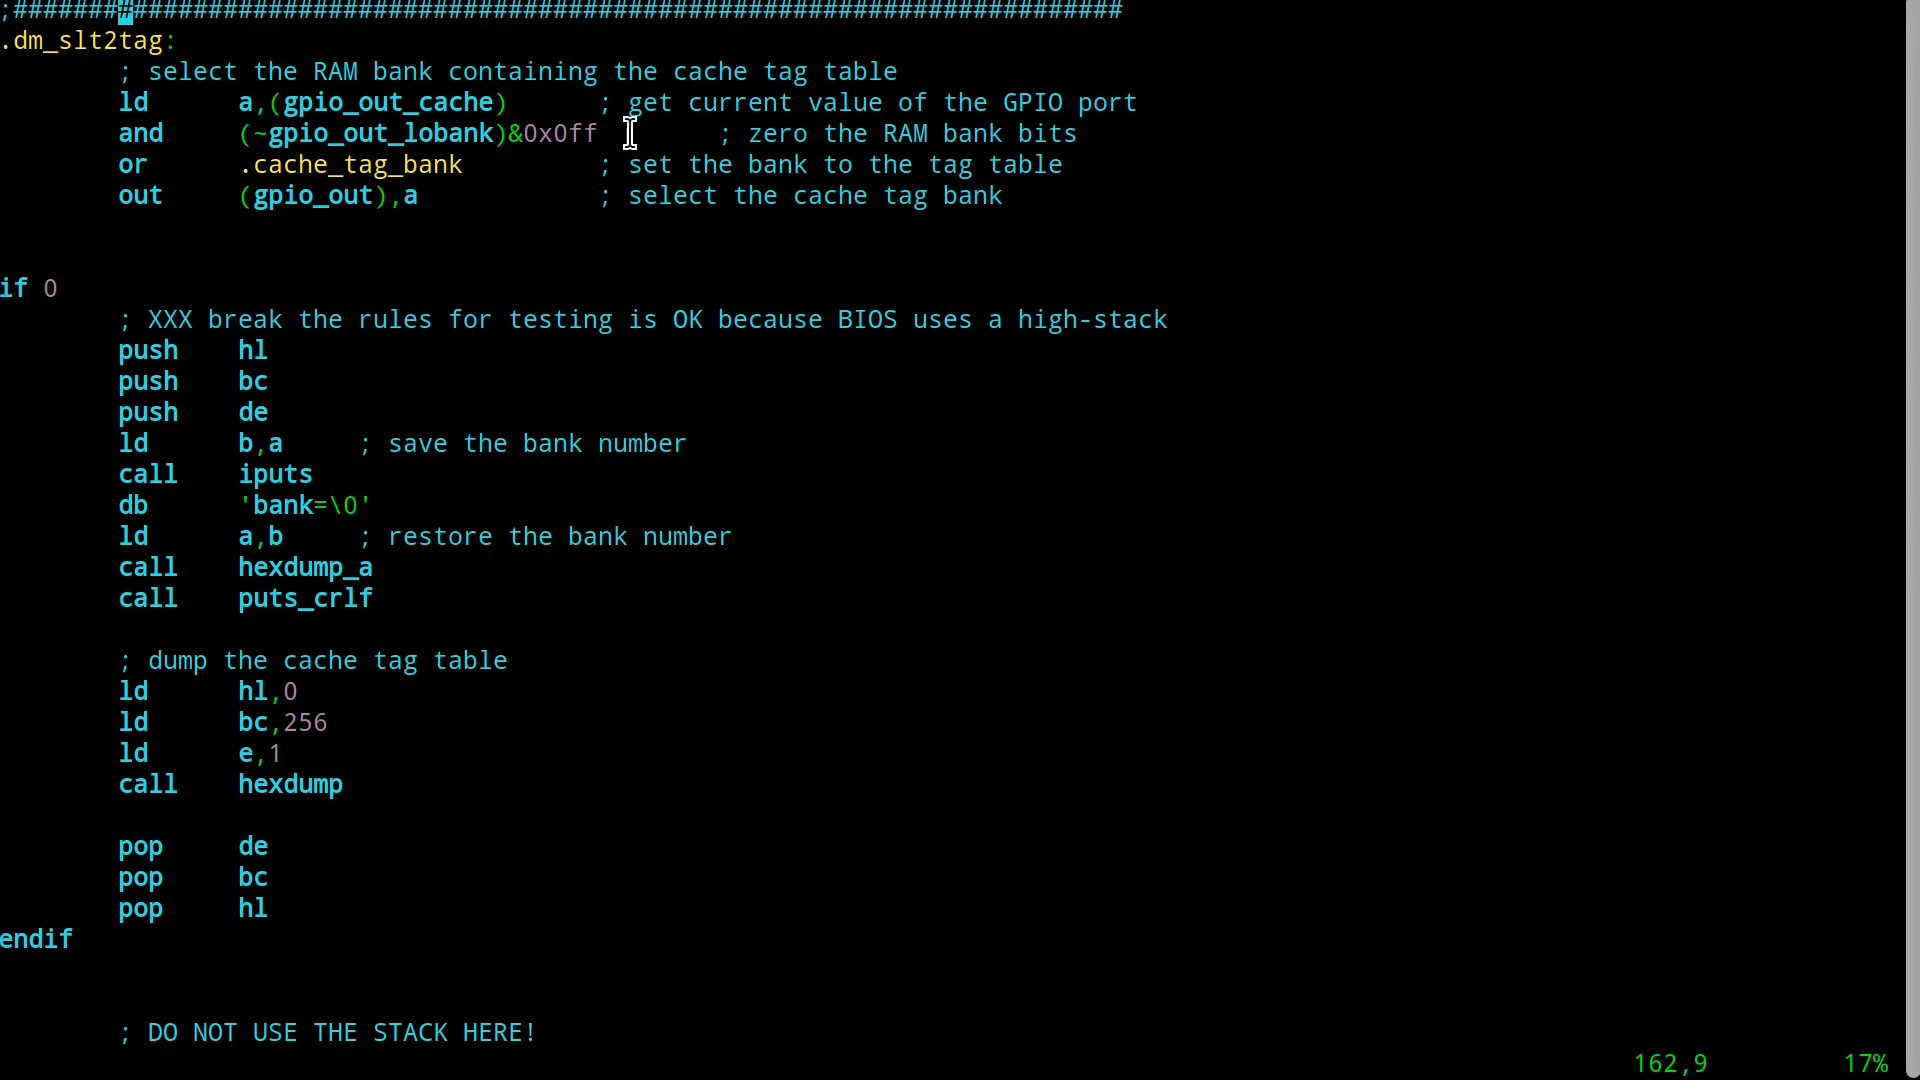 ;##########################################################################
.dm_slt2tag:
; select the RAM bank containing the cache tag table
ld a,(gpio_out_cache) ; get current value of the GPIO port
and (~gpio_out_lobank)&0x0ff ; zero the RAM bank bits
or .cache_tag_bank ; set the bank to the tag table
out (gpio_out),a ; select the cache tag bank
if 0
; XXX break the rules for testing is OK because BIOS uses a high-stack
push hl
push bc
push de
ld b,a ; save the bank number
call iputs
db 'bank=\0'
ld a,b ; restore the bank number
call hexdump_a
call puts_crlf
; dump the cache tag table
ld hl,0
ld bc,256
ld e,1
call hexdump
pop de
pop bc
pop hl
endif
; DO NOT USE THE STACK HERE!
162,9 17%